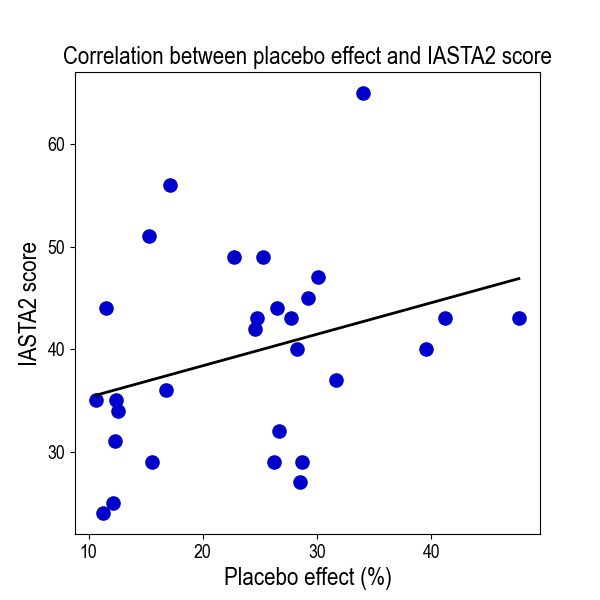 Correlation between placebo effect and IASTA2 score
60
50
40
30
IASTA2 score
10 20 30 40
Placebo effect (%)